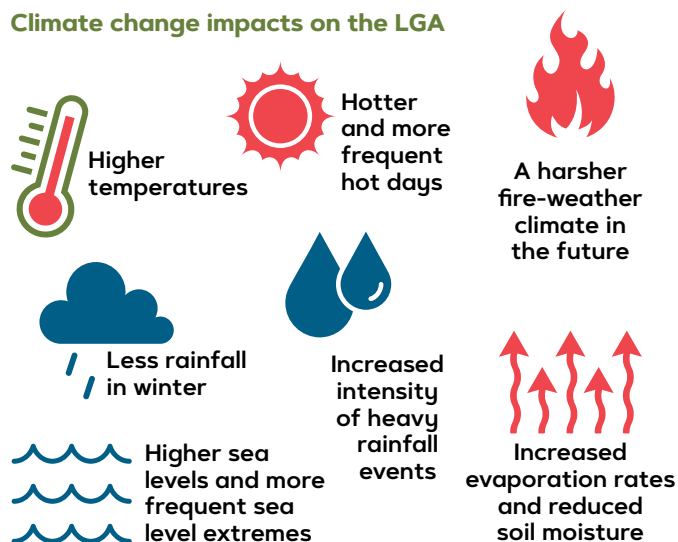 Climate change impacts on the LGA
Higher
temperatures
Hotter
and more
frequent
hot days
A harsher
fire-weather
climate in
the future
Less rainfall
in winter
Increased
intensity
of heavy
rainfall
events
Increased
evaporation rates
and reduced
soil moisture
Higher sea
levels and more
frequent sea
level extremes